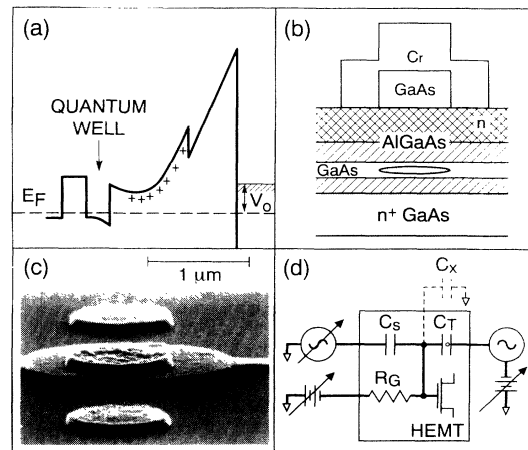 (a)
QUANTUM
WELL
E_F
+ + + + + + + + +
V_o
(b)
Cr
GaAs
n
AlGaAs
GaAs
n+ GaAs
(c)
1 μm
(d)
C_X
C_S
C_T
R_G
HEMT